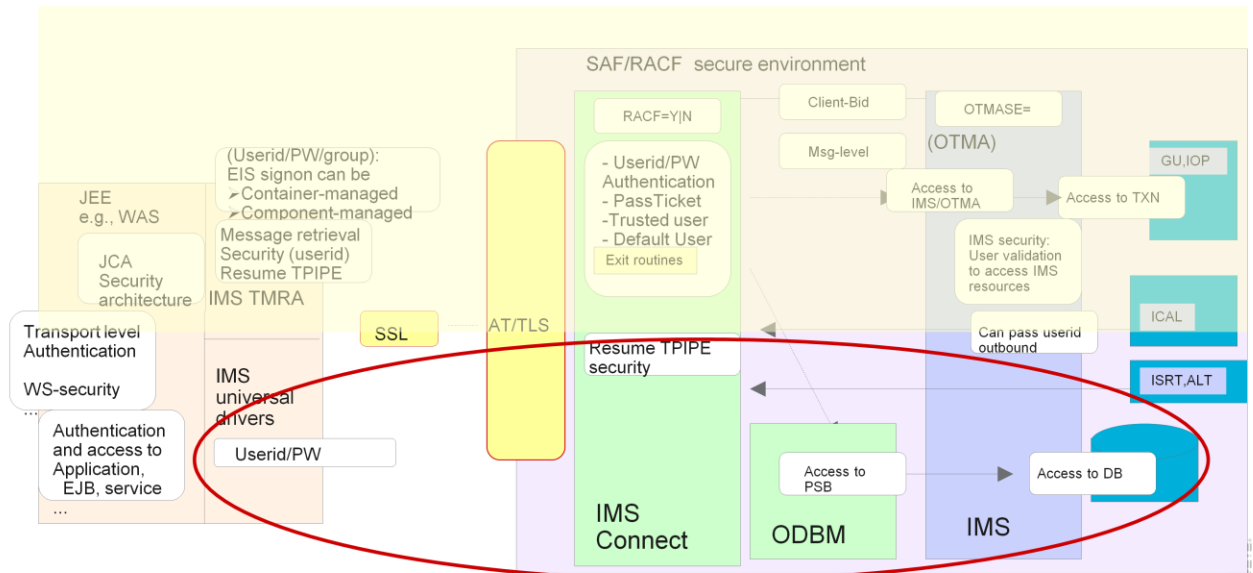 SAF/RACF secure environment
RACF=Y|N
Client-Bid
OTMASE=
Msg-level
(OTMA)
(Userid/PW/group):
EIS signon can be
➢Container-managed
➢Component-managed
- Userid/PW
Authentication
- PassTicket
-Trusted user
- Default User
Exit routines
GU,IOP
Access to
IMS/OTMA
Access to TXN
JEE
e.g., WAS
Message retrieval
Security (userid)
Resume TPIPE
JCA
Security
architecture
IMS TMRA
IMS security:
User validation
to access IMS
resources
SSL
AT/TLS
ICAL
Can pass userid
outbound
Transport level
Authentication
WS-security
...
Resume TPIPE
security
ISRT,ALT
IMS
universal
drivers
Userid/PW
Authentication
and access to
Application,
EJB, service
...
Access to
PSB
Access to DB
IMS
Connect
ODBM
IMS